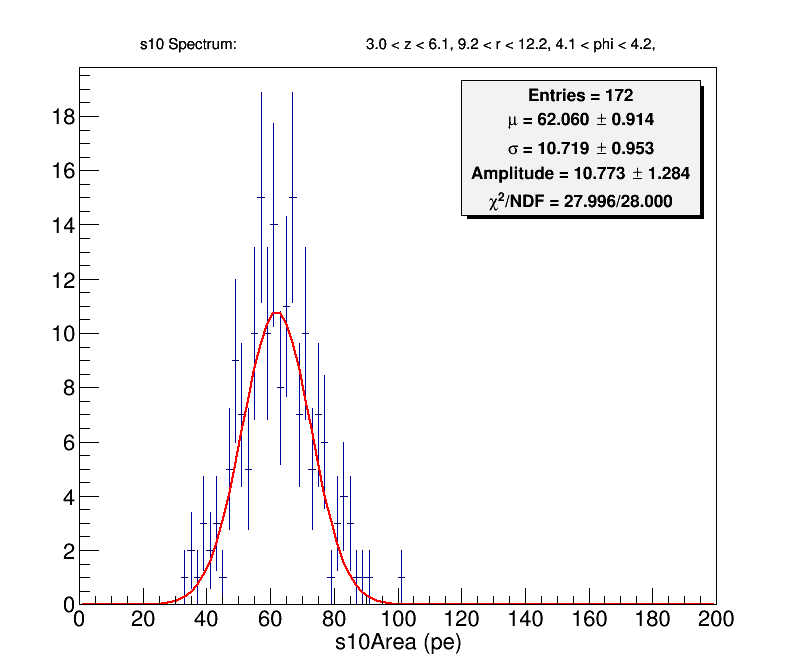 s10 Spectrum: 3.0 < z < 6.1, 9.2 < r < 12.2, 4.1 < phi < 4.2,
Entries = 172
μ = 62.060 ± 0.914
σ = 10.719 ± 0.953
Amplitude = 10.773 ± 1.284
χ²/NDF = 27.996/28.000
18
16
14
12
10
8
6
4
2
0
0 20 40 60 80 100 120 140 160 180 200
s10Area (pe)